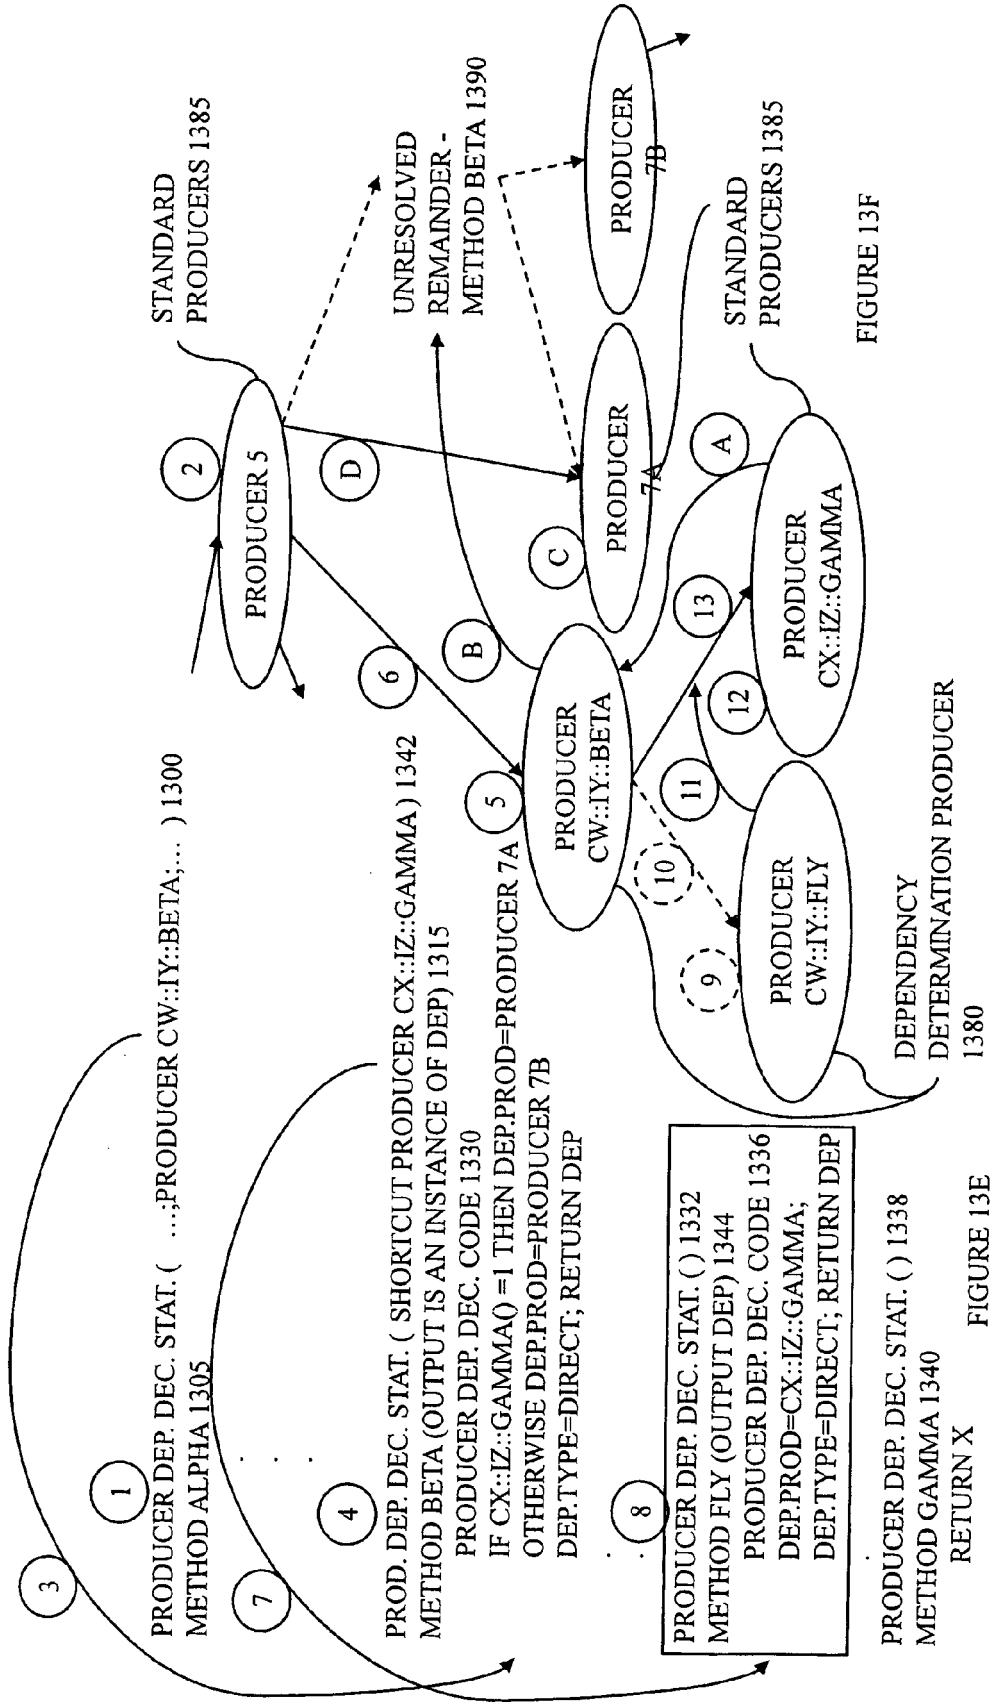 3
1
PRODUCER DEP. DEC. STAT. ( ...;PRODUCER CW::IY::BETA;... ) 1300
METHOD ALPHA 1305
7
4
PROD. DEP. DEC. STAT. ( SHORTCUT PRODUCER CX::IZ::GAMMA ) 1342
METHOD BETA (OUTPUT IS AN INSTANCE OF DEP) 1315
PRODUCER DEP. DEC. CODE 1330
IF CX::IZ::GAMMA() =1 THEN DEP.PROD=PRODUCER 7A
OTHERWISE DEP.PROD=PRODUCER 7B
DEP.TYPE=DIRECT; RETURN DEP
8
PRODUCER DEP. DEC. STAT. ( ) 1332
METHOD FLY (OUTPUT DEP) 1344
PRODUCER DEP. DEC. CODE 1336
DEP.PROD=CX::IZ::GAMMA;
DEP.TYPE=DIRECT; RETURN DEP
PRODUCER DEP. DEC. STAT. ( ) 1338
METHOD GAMMA 1340
RETURN X
FIGURE 13E
2
PRODUCER 5
STANDARD
PRODUCERS 1385
6
D
B
UNRESOLVED
REMAINDER -
METHOD BETA 1390
5
PRODUCER
CW::IY::BETA
C
PRODUCER
7A
PRODUCER
7B
10
11
13
A
9
PRODUCER
CW::IY::FLY
12
PRODUCER
CX::IZ::GAMMA
STANDARD
PRODUCERS 1385
DEPENDENCY
DETERMINATION PRODUCER
1380
FIGURE 13F